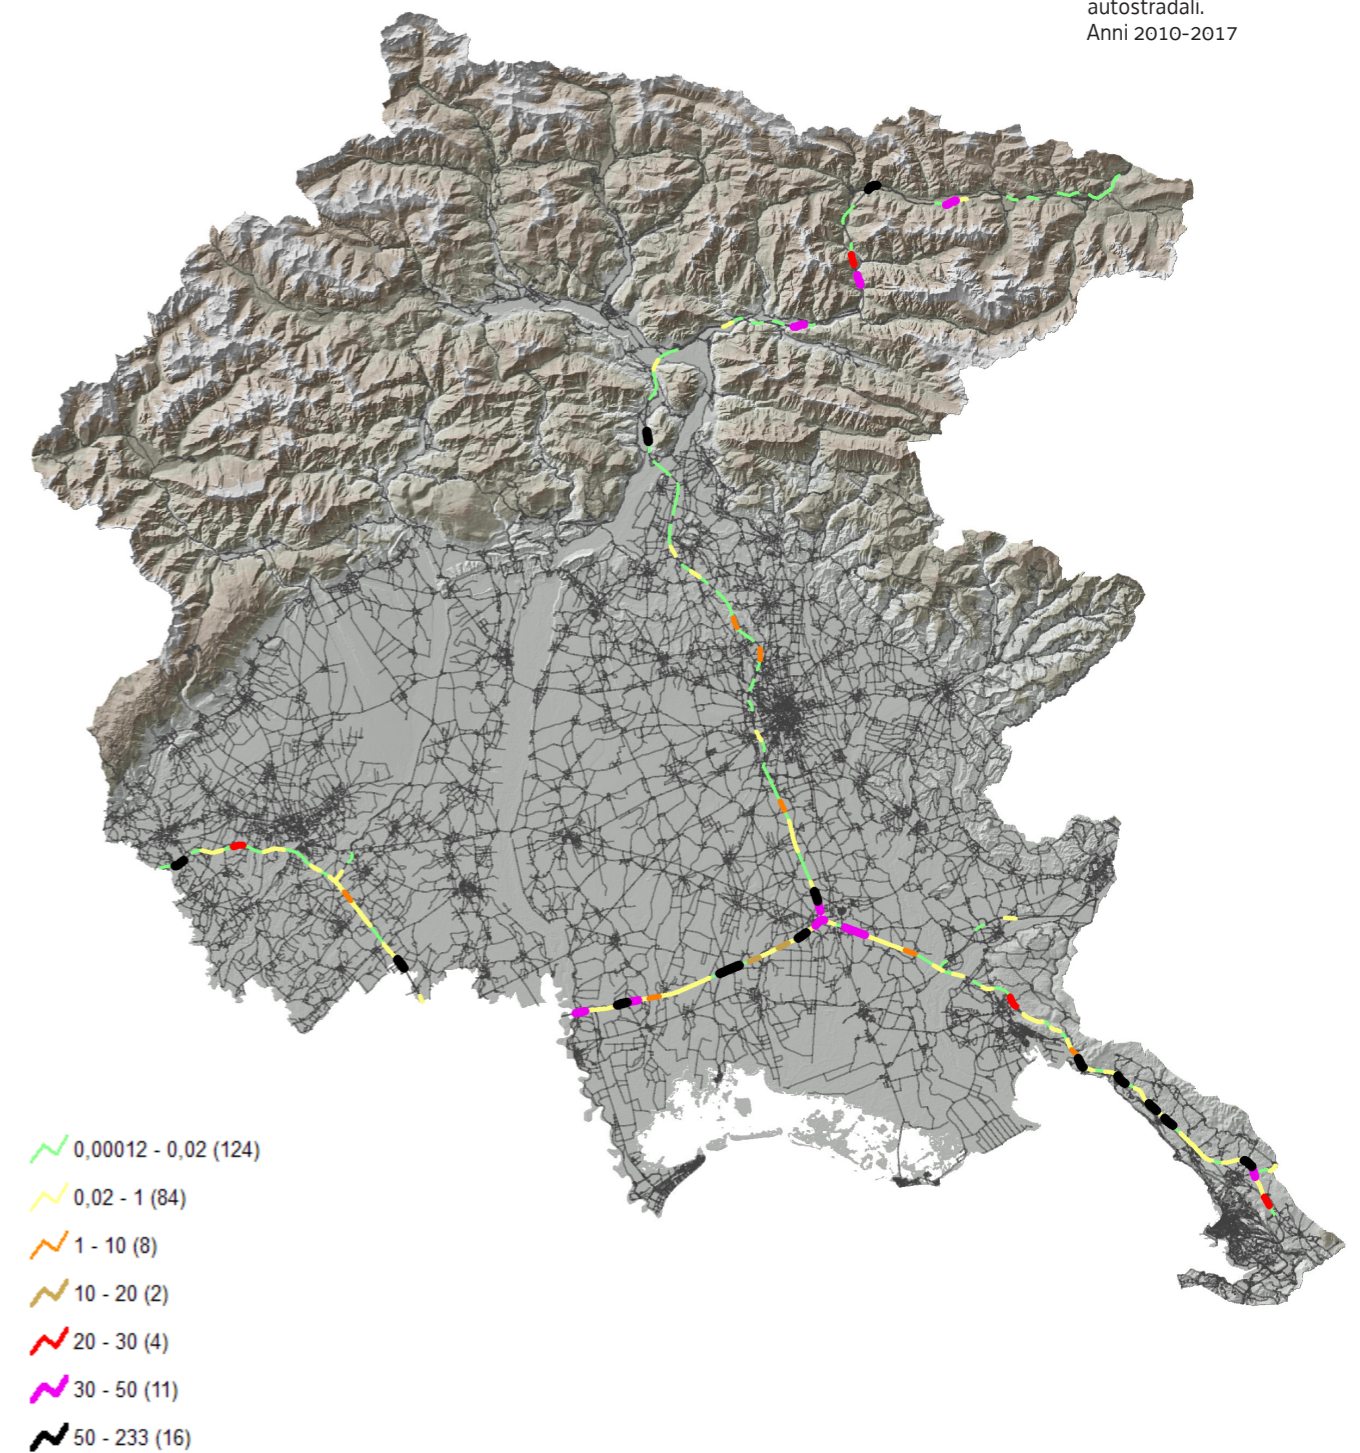 autostradali.
Anni 2010-2017
0,00012 - 0,02 (124)
0,02 - 1 (84)
1 - 10 (8)
10 - 20 (2)
20 - 30 (4)
30 - 50 (11)
50 - 233 (16)